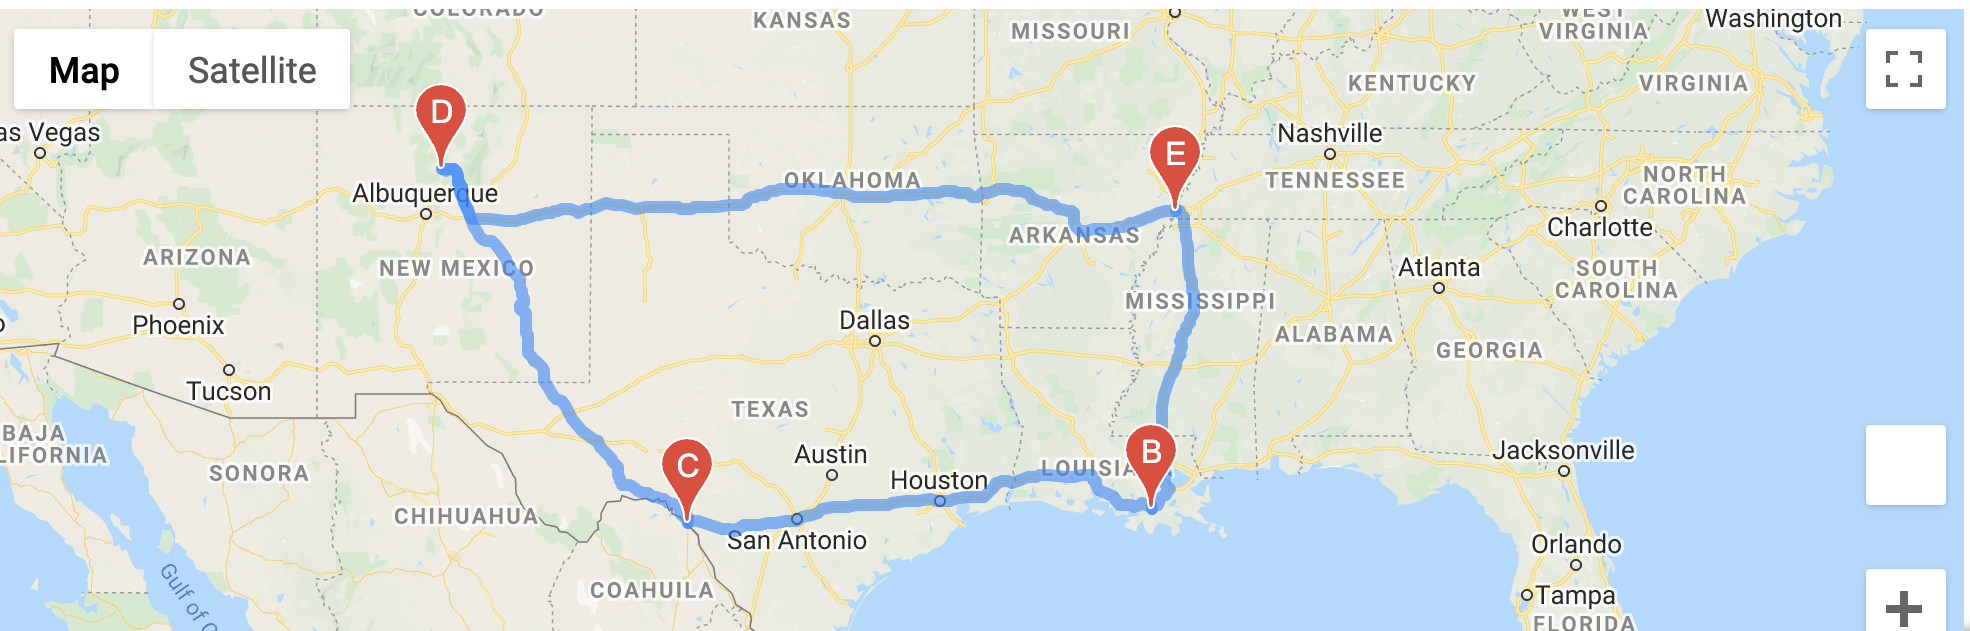 COLORADO
KANSAS
MISSOURI
WEST
VIRGINIA
Washington
Map
Satellite
KENTUCKY
VIRGINIA
D
as Vegas
Nashville
E
OKLAHOMA
TENNESSEE
NORTH
CAROLINA
Albuquerque
Charlotte
ARKANSAS
ARIZONA
NEW MEXICO
Atlanta
SOUTH
CAROLINA
MISSISSIPPI
Phoenix
Dallas
ALABAMA
GEORGIA
Tucson
TEXAS
BAJA
LIFORNIA
SONORA
C
Austin
B
LOUISIA
Jacksonville
Houston
CHIHUAHUA
San Antonio
Orlando
COAHUILA
Gulf of C
Tampa
FLORIDA
+